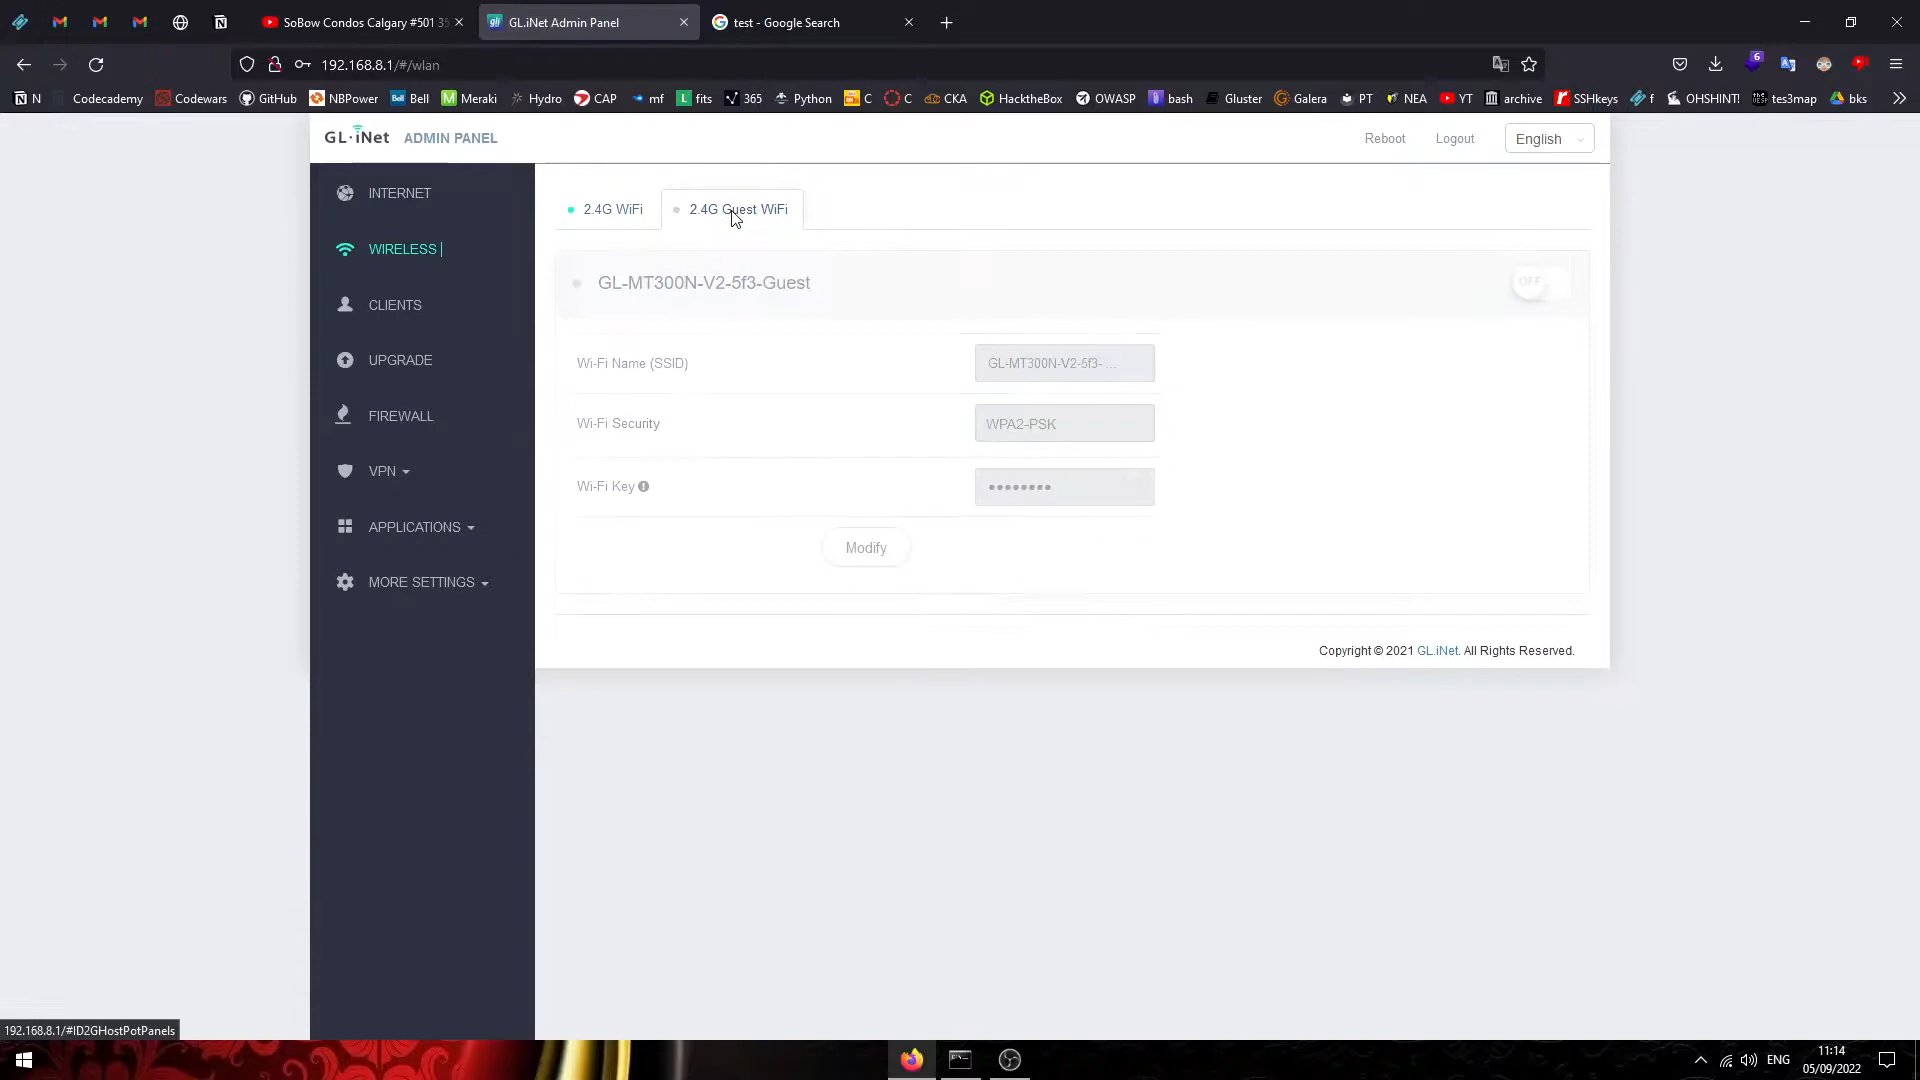 SoBow Condos Calgary #501 35
GL.iNet Admin Panel
test - Google Search
192.168.8.1/#/wlan
6
N
Codecademy
Codewars
GitHub
NBPower
Bell
Meraki
Hydro
CAP
mf
fits
365
Python
C
C
CKA
HacktheBox
OWASP
bash
Gluster
Galera
PT
NEA
YT
archive
SSHkeys
f
OHSHINT!
tes3map
bks
GL·iNet ADMIN PANEL
Reboot
Logout
English
INTERNET
WIRELESS |
CLIENTS
UPGRADE
FIREWALL
VPN
APPLICATIONS
MORE SETTINGS
2.4G WiFi
2.4G Guest WiFi
GL-MT300N-V2-5f3-Guest
OFF
Wi-Fi Name (SSID)
GL-MT300N-V2-5f3- ...
Wi-Fi Security
WPA2-PSK
Wi-Fi Key
••••••••
Modify
Copyright © 2021 GL.iNet. All Rights Reserved.
192.168.8.1/#ID2GHostPotPanels
ENG
11:14
05/09/2022